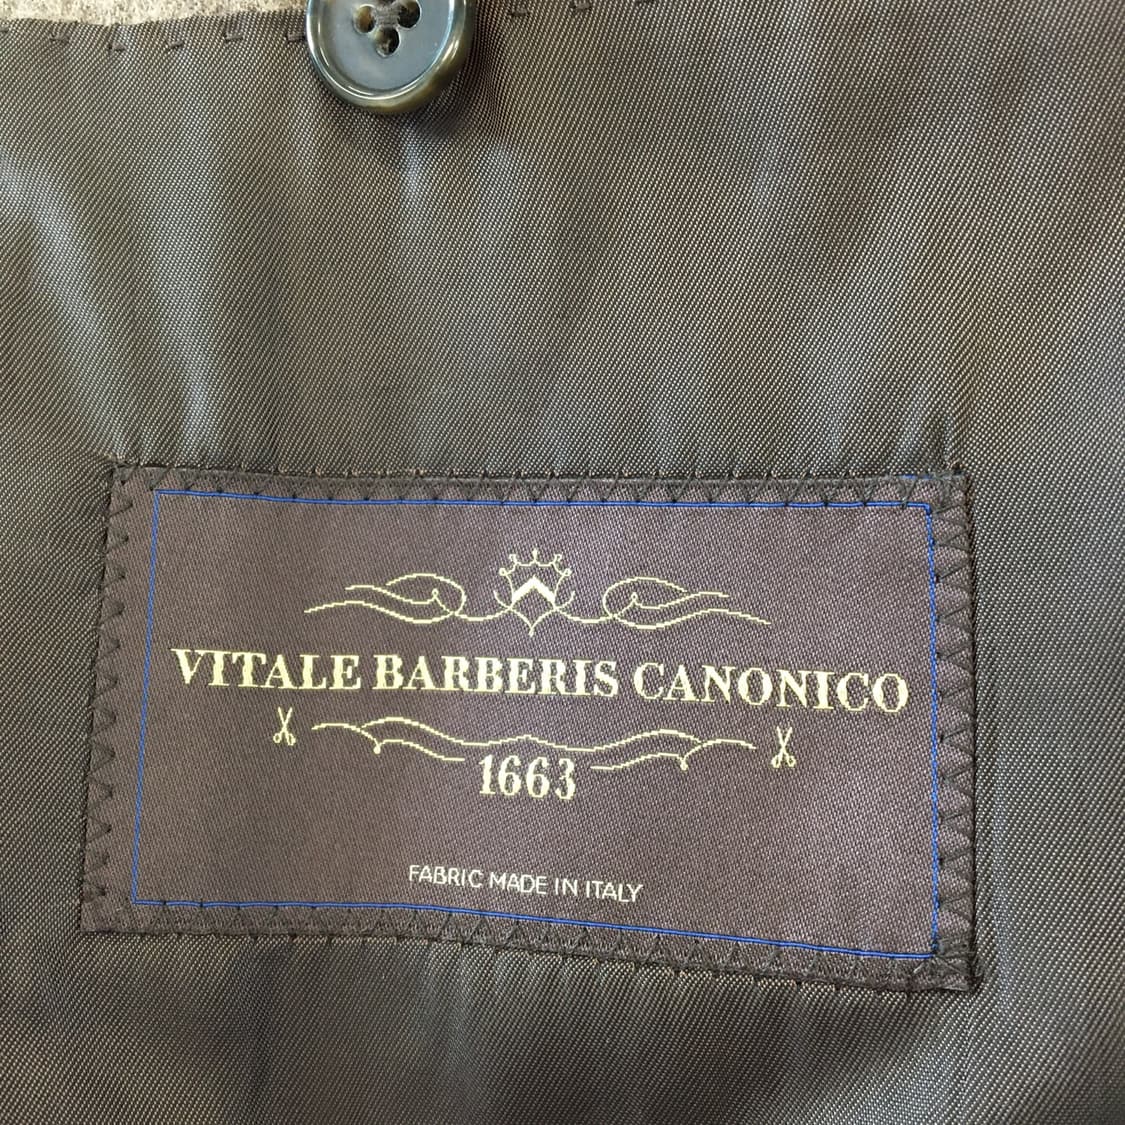 VITALE BARBERIS CANONICO
1663
FABRIC MADE IN ITALY